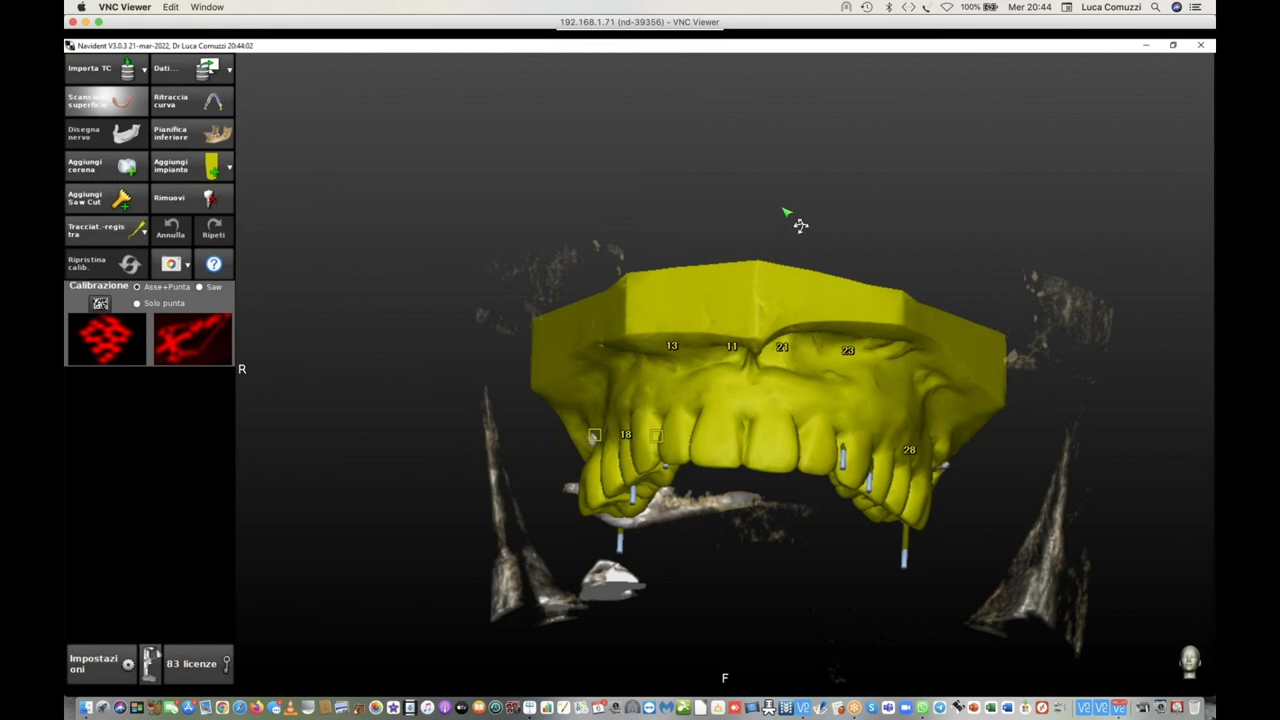 VNC Viewer Edit Window
100% Mer 20:44 Luca Comuzzi
192.168.1.71 (nd-39356) - VNC Viewer
Navident V3.0.3 21-mar-2022, Dr Luca Comuzzi 20:44:02
Importa TC
Dati...
Scansione
superficie
Ritraccia
curva
Disegna
nervo
Pianifica
inferiore
Aggiungi
corona
Aggiungi
impianto
Aggiungi
Saw Cut
Rimuovi
Tracciat.-regis
tra
Annulla
Ripeti
Ripristina
calib.
Calibrazione
Asse+Punta
Saw
Solo punta
R
13
11
21
23
18
28
Impostazi
oni
83 licenze
F